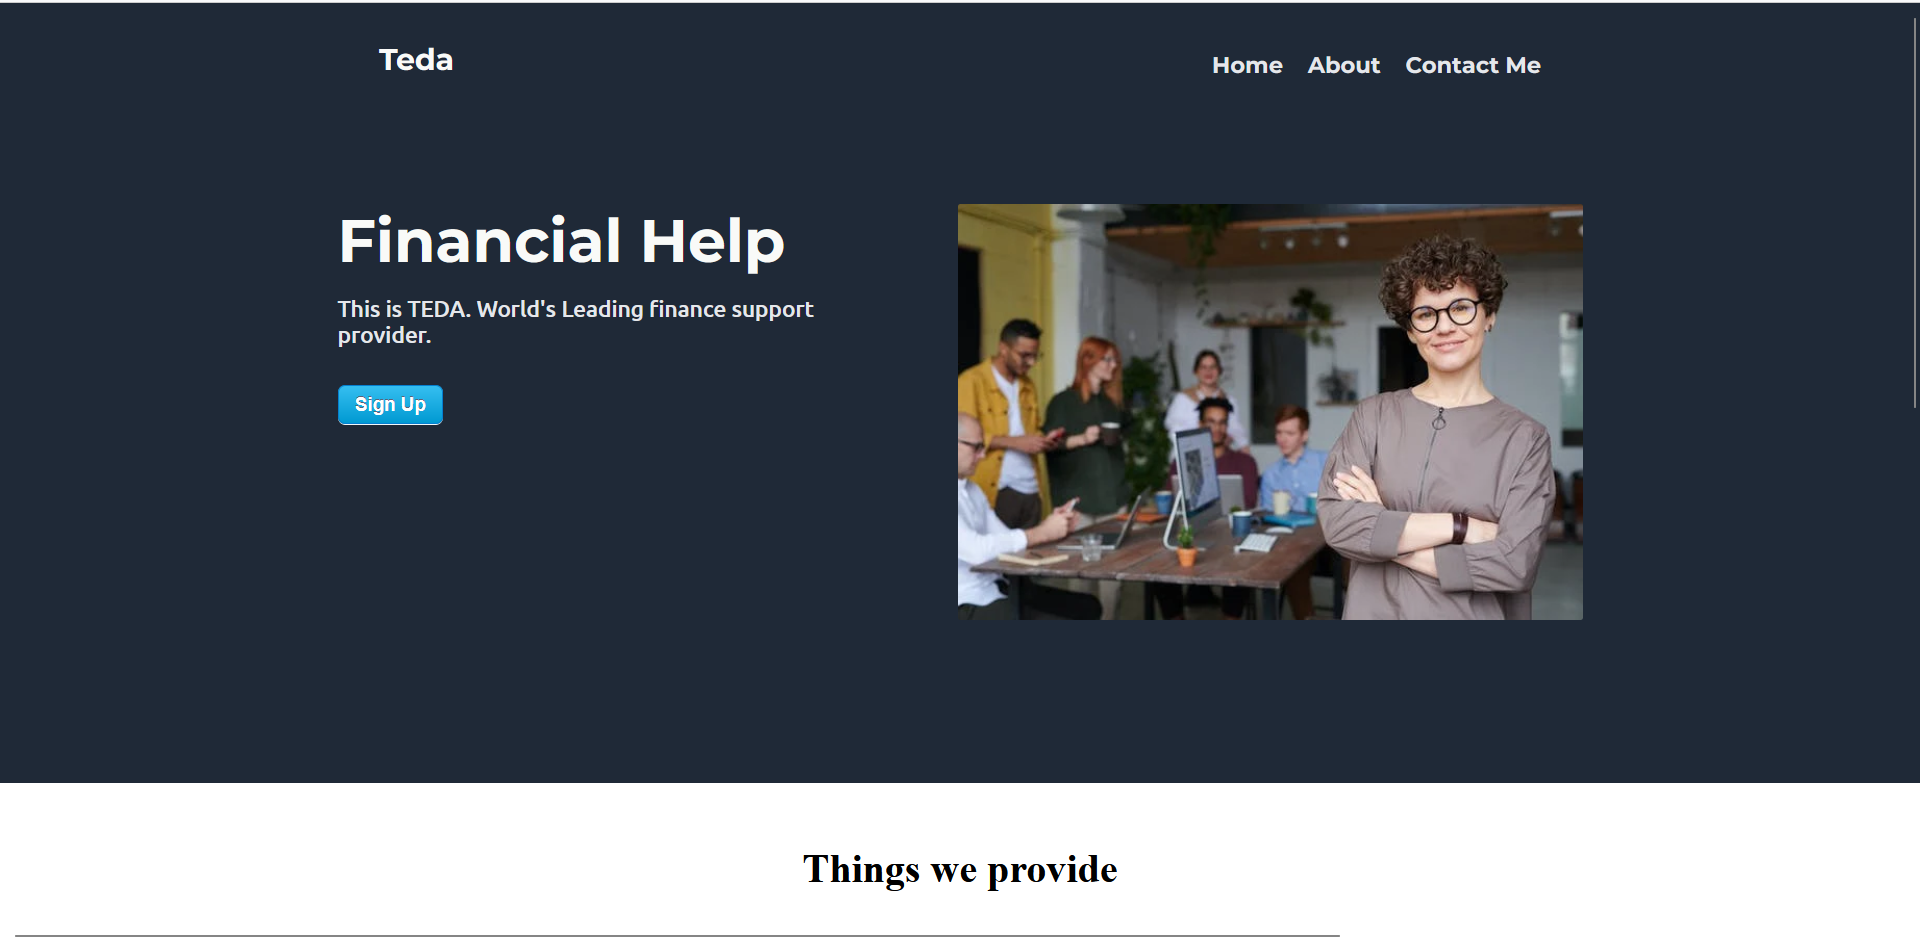 Teda
Home About Contact Me
Financial Help
This is TEDA. World's Leading finance support
provider.
Sign Up
Things we provide